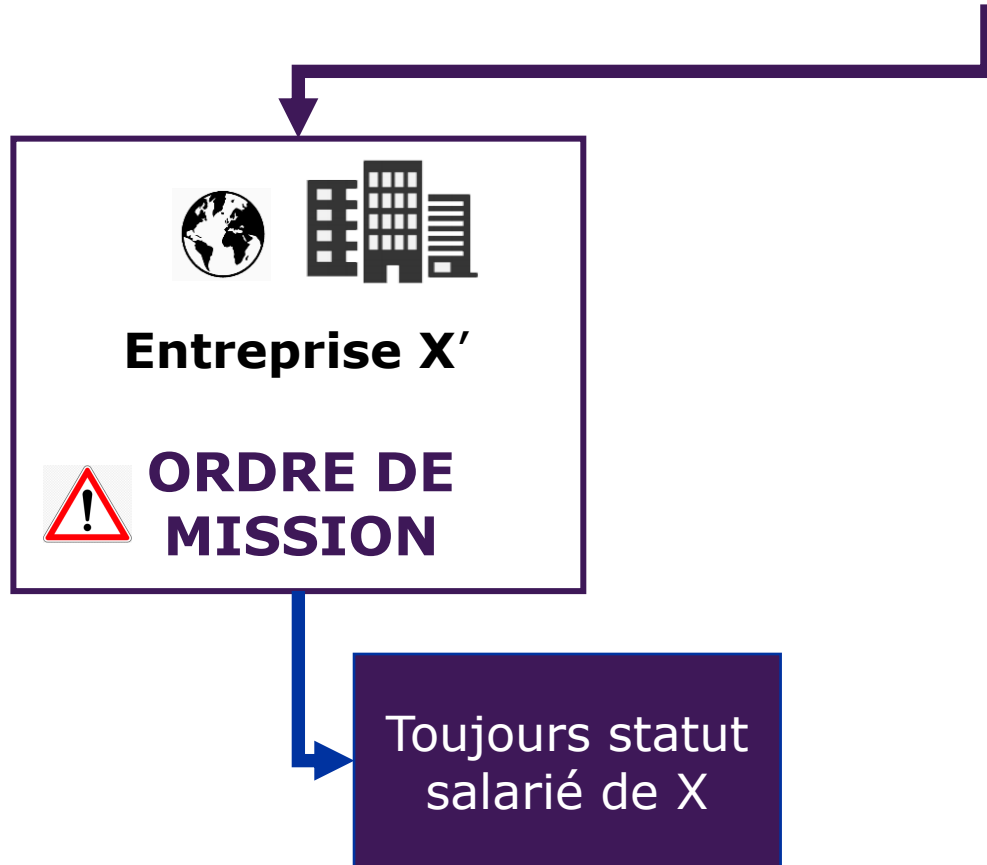 Entreprise X’
ORDRE DE
MISSION
Toujours statut
salarié de X